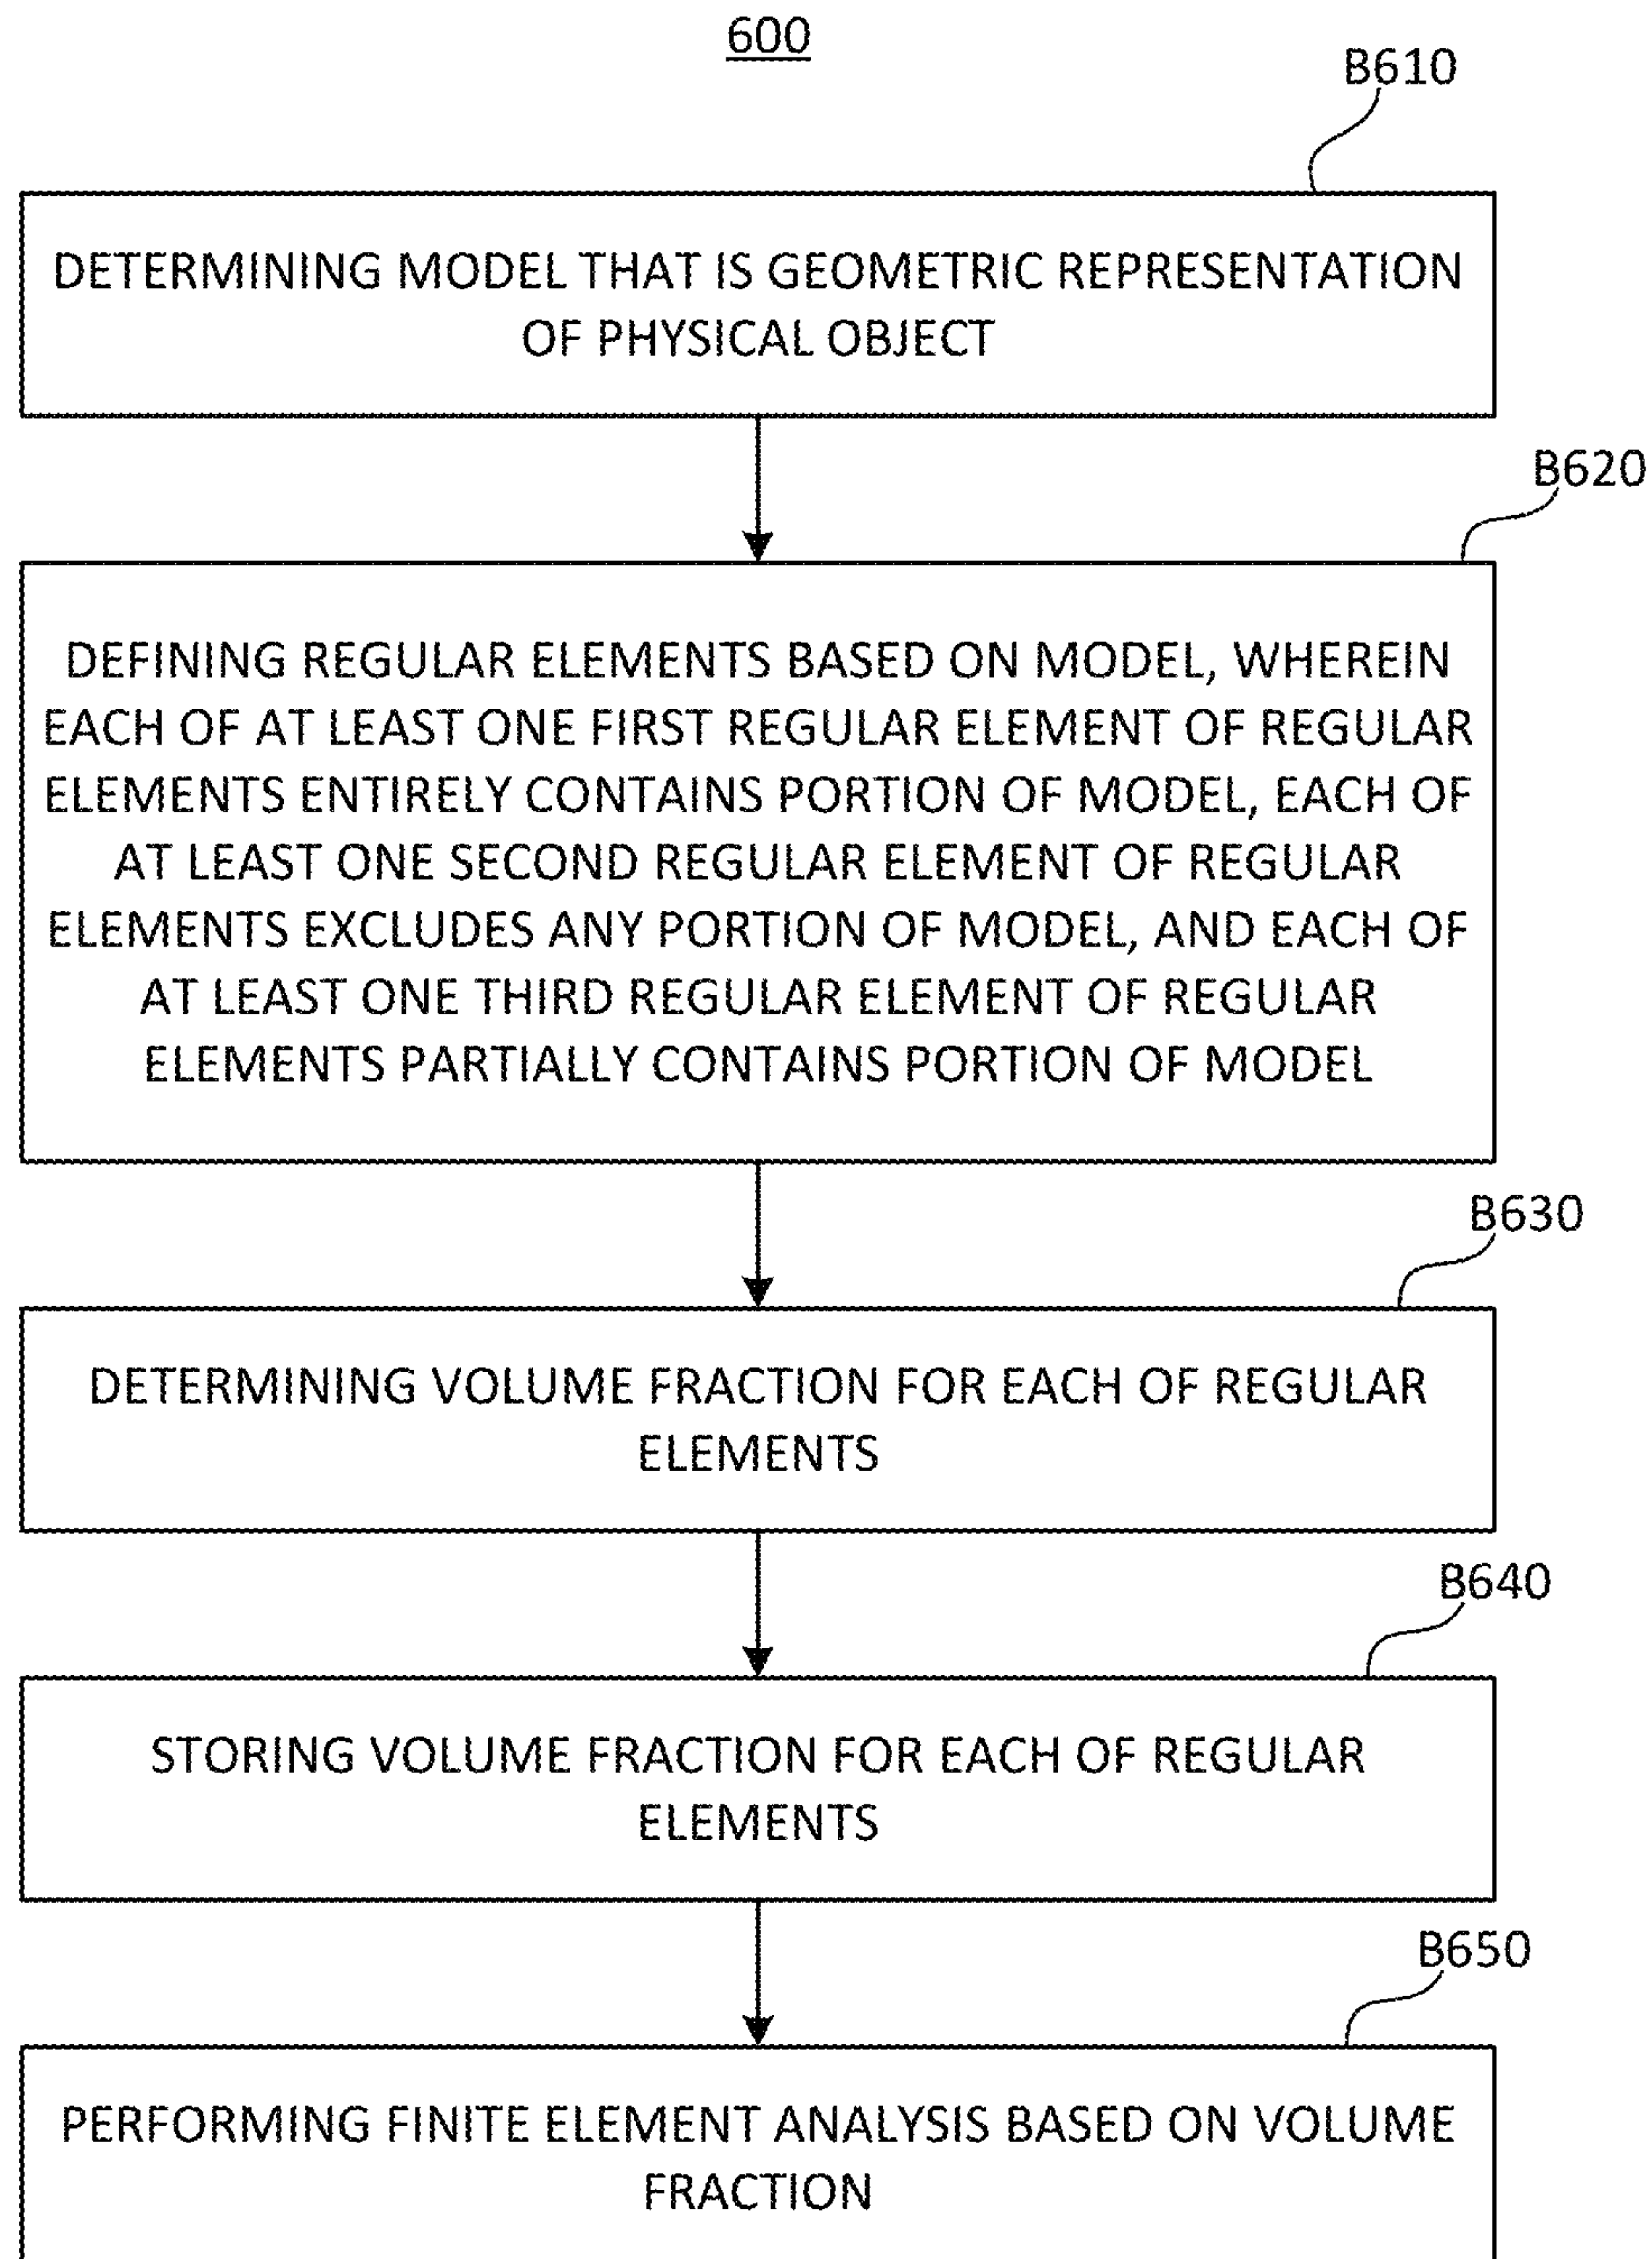 600
B610
DETERMINING MODEL THAT IS GEOMETRIC REPRESENTATION
OF PHYSICAL OBJECT
B620
DEFINING REGULAR ELEMENTS BASED ON MODEL, WHEREIN
EACH OF AT LEAST ONE FIRST REGULAR ELEMENT OF REGULAR
ELEMENTS ENTIRELY CONTAINS PORTION OF MODEL, EACH OF
AT LEAST ONE SECOND REGULAR ELEMENT OF REGULAR
ELEMENTS EXCLUDES ANY PORTION OF MODEL, AND EACH OF
AT LEAST ONE THIRD REGULAR ELEMENT OF REGULAR
ELEMENTS PARTIALLY CONTAINS PORTION OF MODEL
B630
DETERMINING VOLUME FRACTION FOR EACH OF REGULAR
ELEMENTS
B640
STORING VOLUME FRACTION FOR EACH OF REGULAR
ELEMENTS
B650
PERFORMING FINITE ELEMENT ANALYSIS BASED ON VOLUME
FRACTION